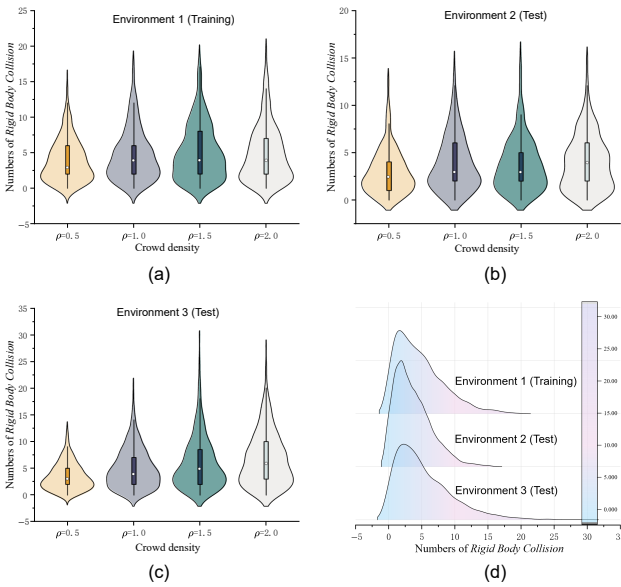 Environment 1 (Training)
Numbers of Rigid Body Collision
25
20
15
10
5
0
−5
ρ=0.5 ρ=1.0 ρ=1.5 ρ=2.0
Crowd density
(a)
Environment 2 (Test)
Numbers of Rigid Body Collision
20
15
10
5
0
ρ=0.5 ρ=1.0 ρ=1.5 ρ=2.0
Crowd density
(b)
Environment 3 (Test)
Numbers of Rigid Body Collision
35
30
25
20
15
10
5
0
−5
ρ=0.5 ρ=1.0 ρ=1.5 ρ=2.0
Crowd density
(c)
Environment 1 (Training)
Environment 2 (Test)
Environment 3 (Test)
30.00
25.00
20.00
15.00
10.00
5.000
0.000
−5 0 5 10 15 20 25 30
Numbers of Rigid Body Collision
(d)